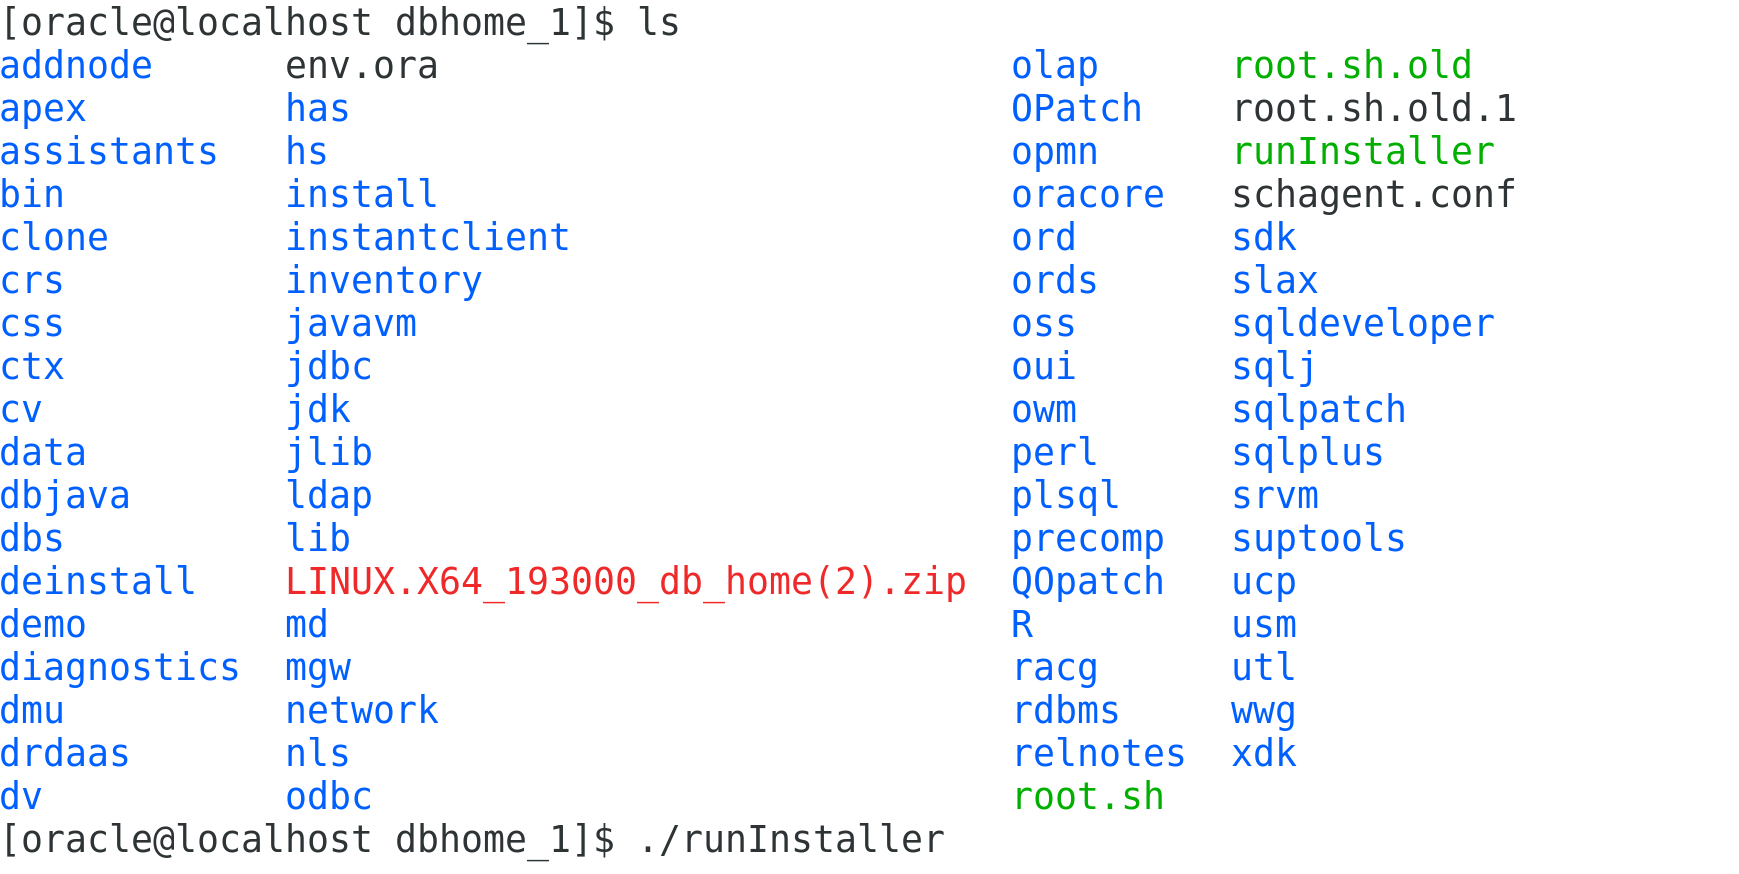 [oracle@localhost dbhome_1]$ ls
addnode env.ora olap root.sh.old
apex has OPatch root.sh.old.1
assistants hs opmn runInstaller
bin install oracore schagent.conf
clone instantclient ord sdk
crs inventory ords slax
css javavm oss sqldeveloper
ctx jdbc oui sqlj
cv jdk owm sqlpatch
data jlib perl sqlplus
dbjava ldap plsql srvm
dbs lib precomp suptools
deinstall LINUX.X64_193000_db_home(2).zip QOpatch ucp
demo md R usm
diagnostics mgw racg utl
dmu network rdbms wwg
drdaas nls relnotes xdk
dv odbc root.sh
[oracle@localhost dbhome_1]$ ./runInstaller